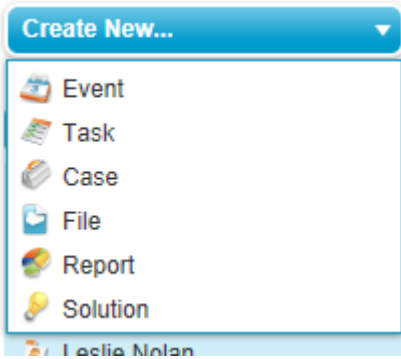 Create New...
Event
Task
Case
File
Report
Solution
Leslie Nolan